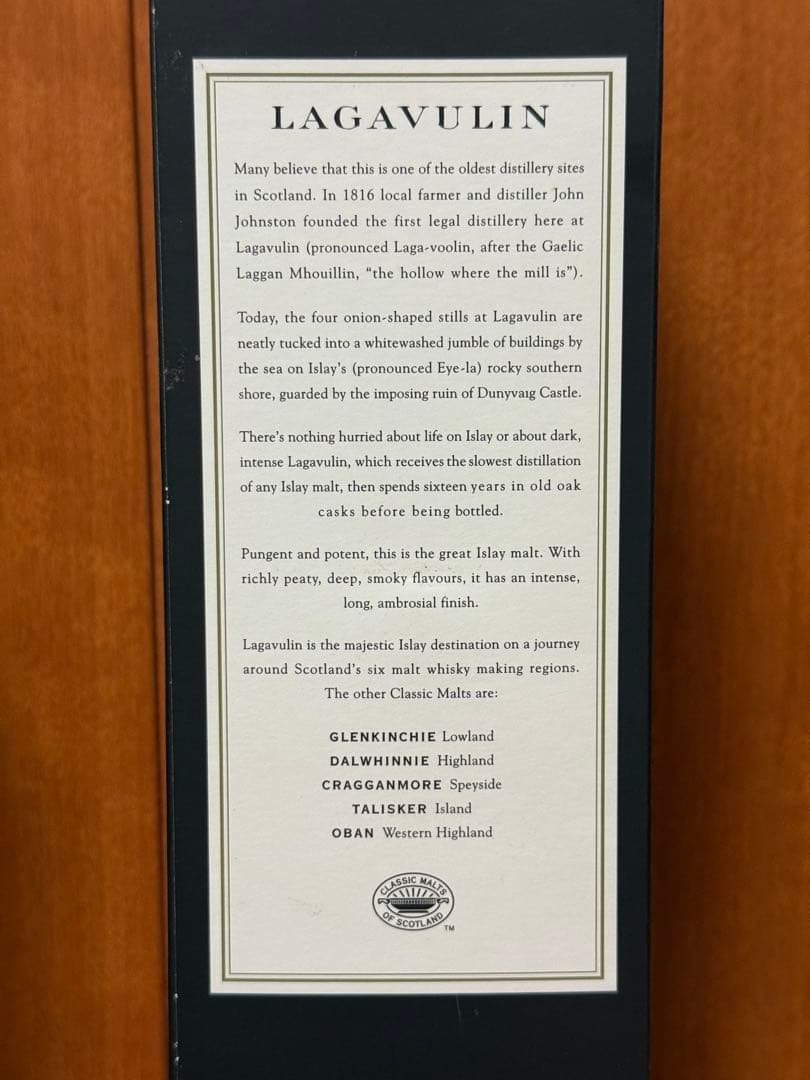 LAGAVULIN
Many believe that this is one of the oldest distillery sites
in Scotland. In 1816 local farmer and distiller John
Johnston founded the first legal distillery here at
Lagavulin (pronounced Laga-voolin, after the Gaelic
Laggan Mhouillin, “the hollow where the mill is”).
Today, the four onion-shaped stills at Lagavulin are
neatly tucked into a whitewashed jumble of buildings by
the sea on Islay’s (pronounced Eye-la) rocky southern
shore, guarded by the imposing ruin of Dunyvaig Castle.
There’s nothing hurried about life on Islay or about dark,
intense Lagavulin, which receives the slowest distillation
of any Islay malt, then spends sixteen years in old oak
casks before being bottled.
Pungent and potent, this is the great Islay malt. With
richly peaty, deep, smoky flavours, it has an intense,
long, ambrosial finish.
Lagavulin is the majestic Islay destination on a journey
around Scotland’s six malt whisky making regions.
The other Classic Malts are:
GLENKINCHIE Lowland
DALWHINNIE Highland
CRAGGANMORE Speyside
TALISKER Island
OBAN Western Highland
CLASSIC MALTS
OF SCOTLAND
TM